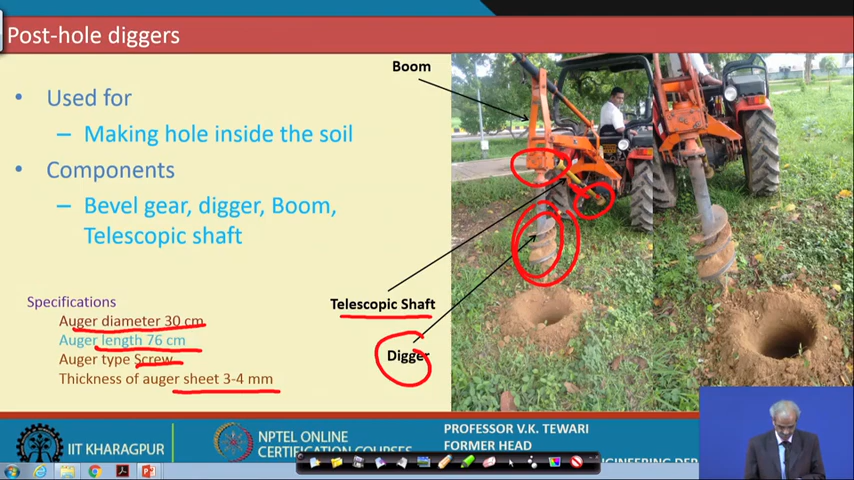 Post-hole diggers
• Used for
– Making hole inside the soil
• Components
– Bevel gear, digger, Boom,
Telescopic shaft
Boom
Telescopic Shaft
Digger
Specifications
Auger diameter 30 cm
Auger length 76 cm
Auger type Screw
Thickness of auger sheet 3-4 mm
IIT KHARAGPUR
NPTEL ONLINE
CERTIFICATION COURSES
PROFESSOR V.K. TEWARI
FORMER HEAD